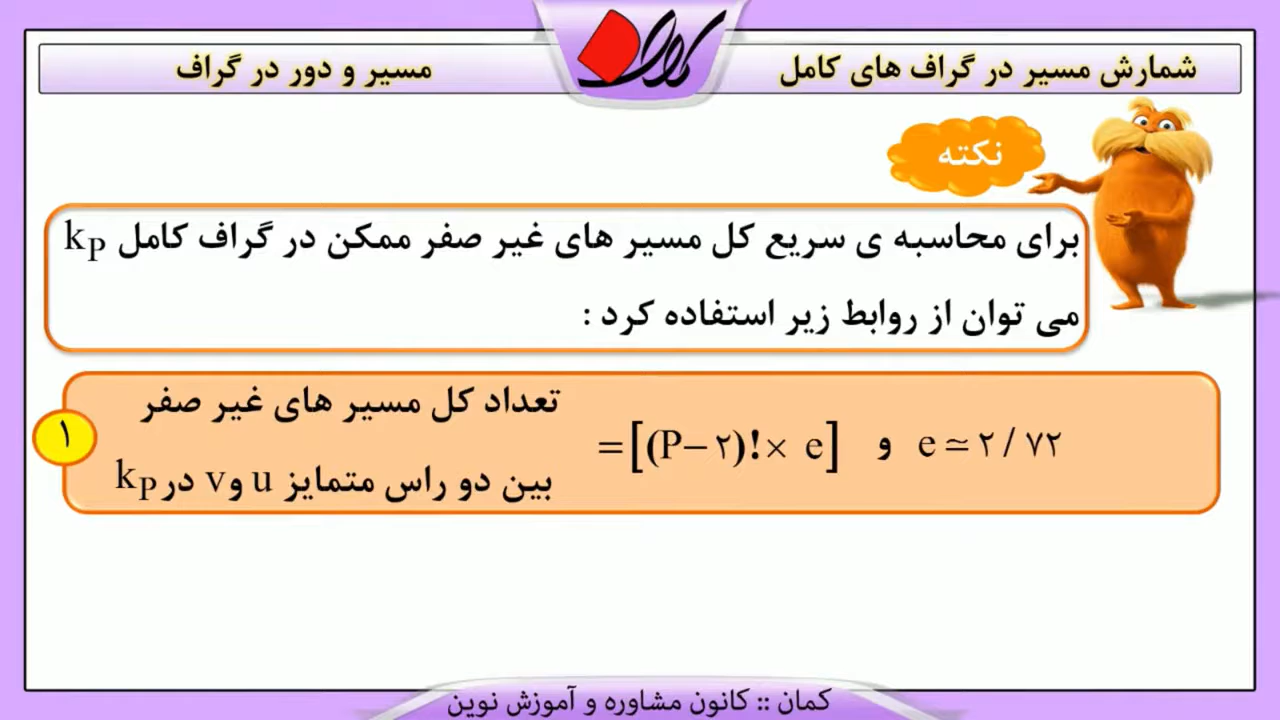 شمارش مسیر در گراف های کامل
مسیر و دور در گراف
کمان
نکته
برای محاسبه ی سریع کل مسیر های غیر صفر ممکن در گراف کامل kP
می توان از روابط زیر استفاده کرد :
۱
تعداد کل مسیر های غیر صفر
بین دو راس متمایز u وv در kP
=[(P−۲)!× e] و e ≃ ۲ / ۷۲
کمان :: کانون مشاوره و آموزش نوین